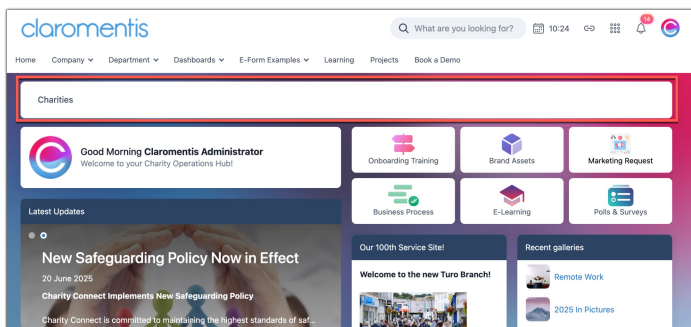 claromentis
What are you looking for?
10:24
14
Home Company Department Dashboards E-Form Examples Learning Projects Book a Demo
Charities
Good Morning Claromentis Administrator
Welcome to your Charity Operations Hub!
Onboarding Training
Brand Assets
Marketing Request
Business Process
E-Learning
Polls & Surveys
Latest Updates
New Safeguarding Policy Now in Effect
20 June 2025
Charity Connect Implements New Safeguarding Policy
Charity Connect is committed to maintaining the highest standards of saf...
Our 100th Service Site!
Welcome to the new Turo Branch!
Recent galleries
Remote Work
2025 In Pictures